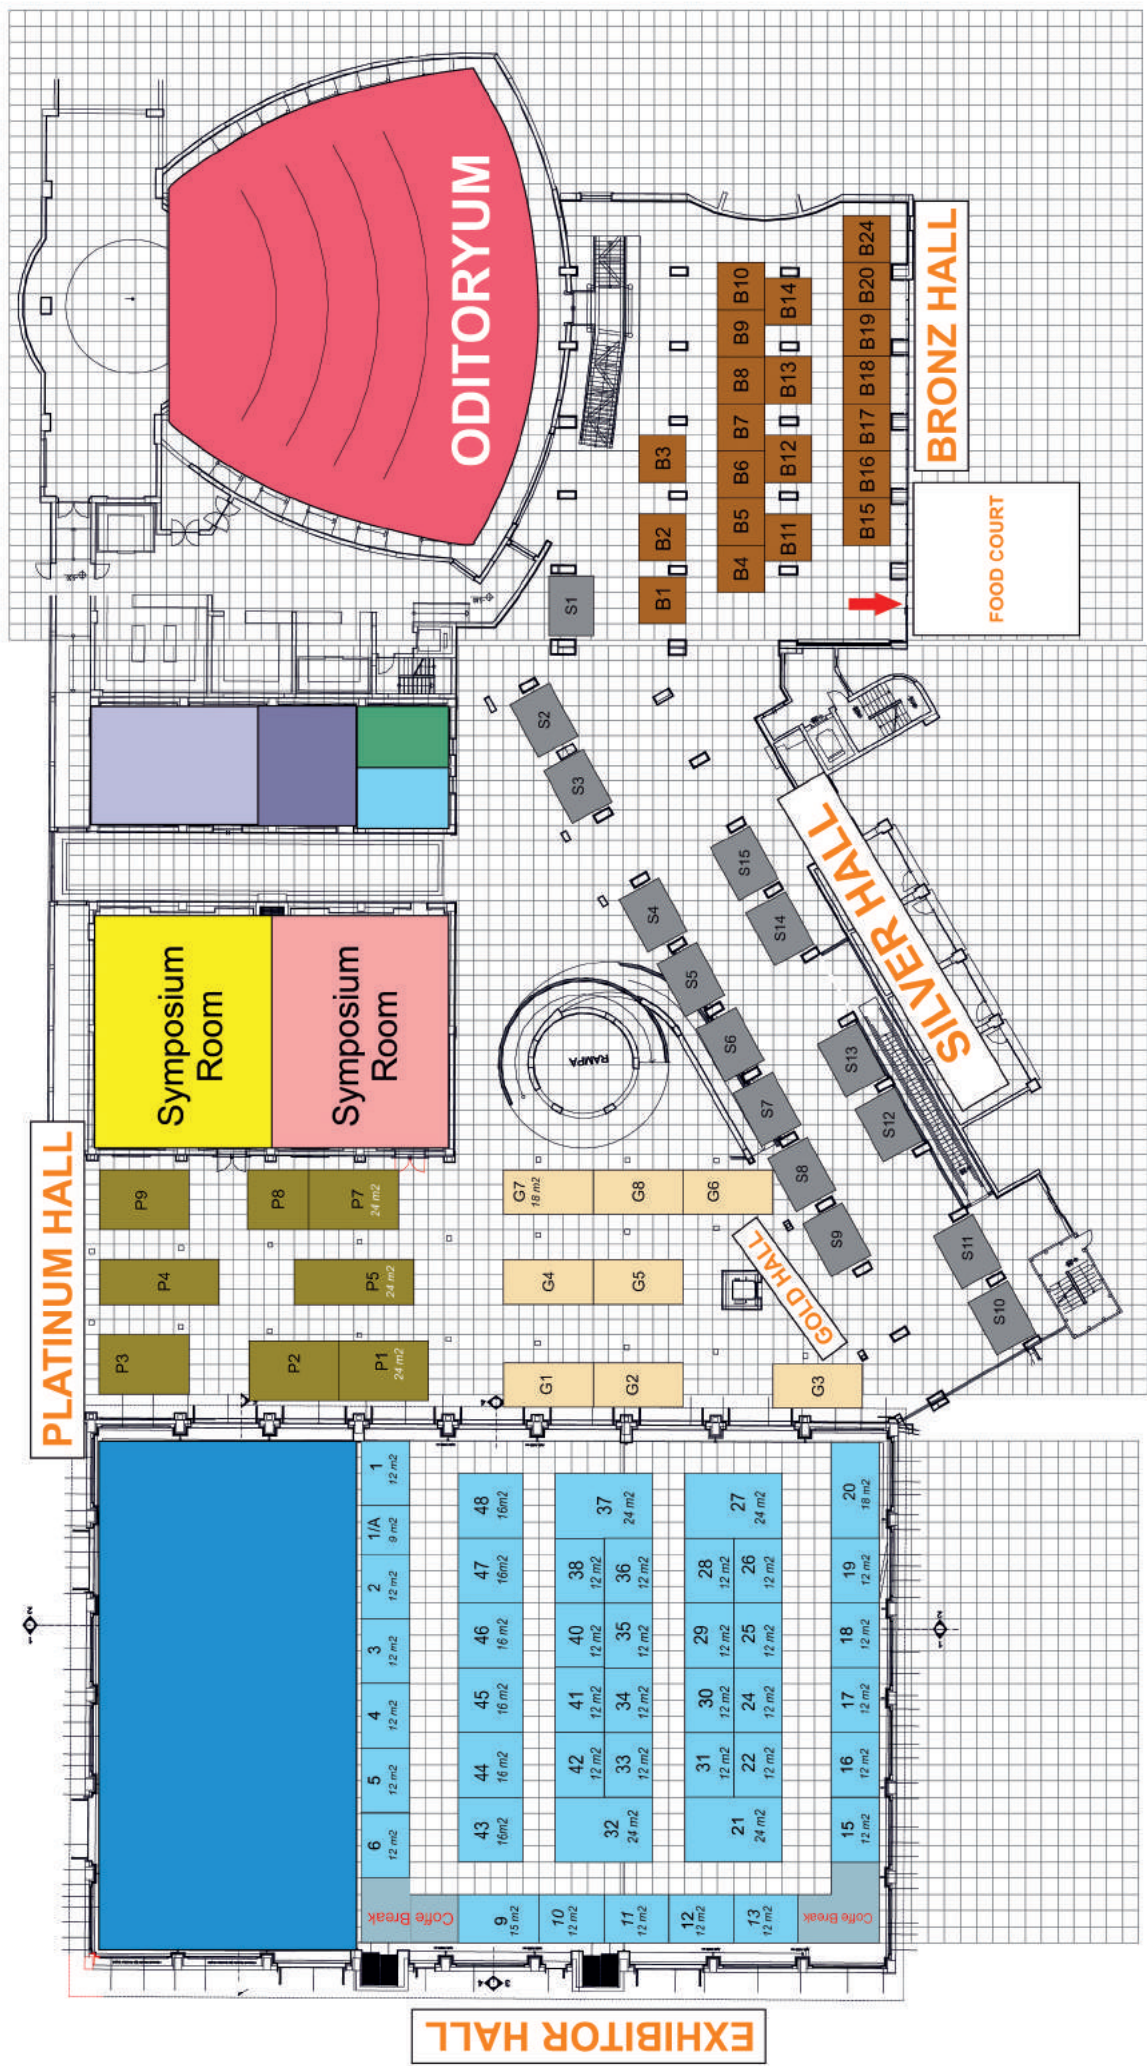 ODITORYUM
BRONZ HALL
FOOD COURT
B10
B9
B8
B7
B6
B5
B4
B14
B13
B12
B11
B24
B20
B19
B18
B17
B16
B15
B3
B2
B1
S1
S2
S3
S4
S5
S6
S7
S8
S9
S15
S14
S13
S12
S11
S10
SILVER HALL
RAMPA
Symposium
Room
Symposium
Room
PLATINUM HALL
P9
P8
P7
24 m2
P4
P5
24 m2
P3
P2
P1
24 m2
G7
18 m2
G8
G6
G4
G5
G1
G2
G3
GOLD HALL
1
12 m2
1/A
9 m2
2
12 m2
3
12 m2
4
12 m2
5
12 m2
6
12 m2
48
16m2
47
16m2
46
16 m2
45
16 m2
44
16 m2
43
16m2
37
24 m2
38
12 m2
36
12 m2
40
12 m2
35
12 m2
41
12 m2
34
12 m2
42
12 m2
33
12 m2
32
24 m2
27
24 m2
28
12 m2
26
12 m2
29
12 m2
25
12 m2
30
12 m2
24
12 m2
31
12 m2
22
12 m2
21
24 m2
20
18 m2
19
12 m2
18
12 m2
17
12 m2
16
12 m2
15
12 m2
Coffe Break
Coffe Break
9
15 m2
10
12 m2
11
12 m2
12
12 m2
13
12 m2
EXHIBITOR HALL